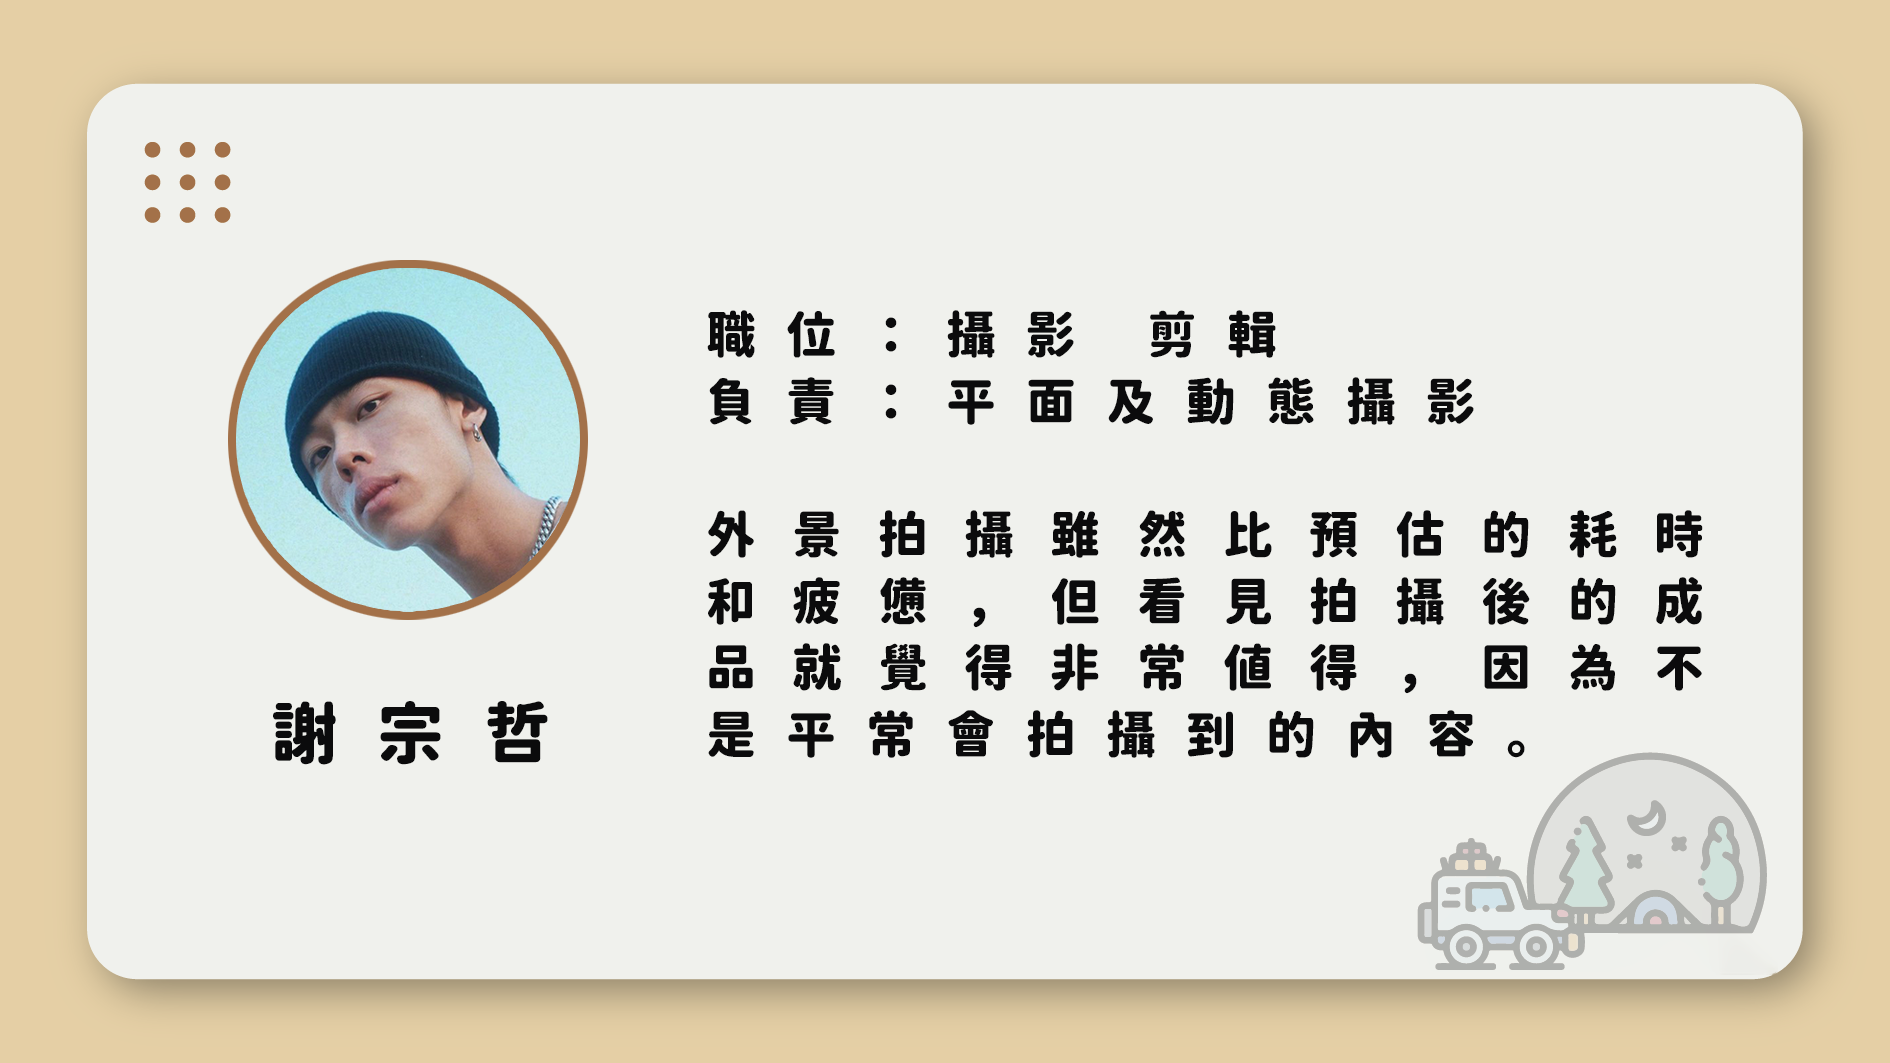 謝宗哲
職位：攝影 剪輯
負責：平面及動態攝影
外景拍攝雖然比預估的耗時
和疲憊，但看見拍攝後的成
品就覺得非常值得，因為不
是平常會拍攝到的內容。